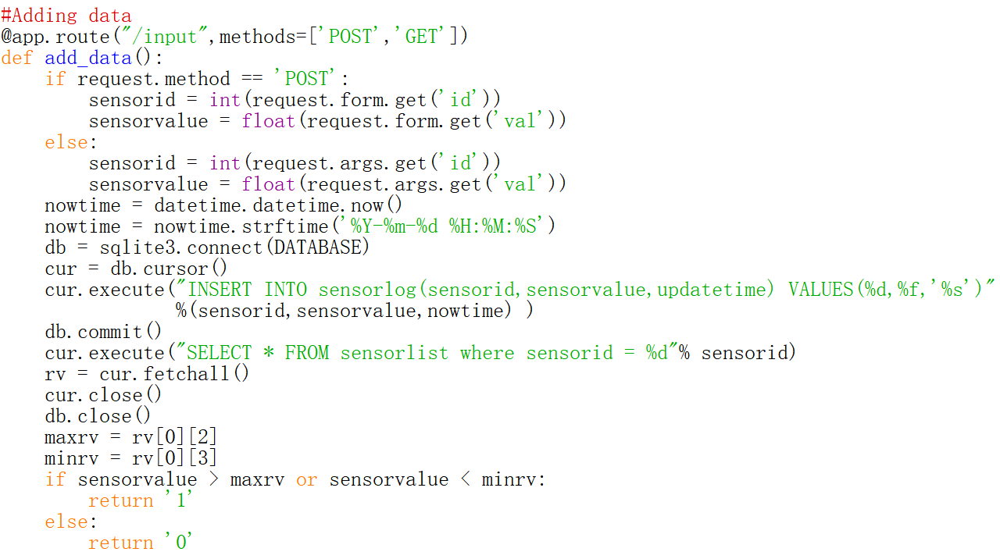 #Adding data
@app.route("/input",methods=['POST','GET'])
def add_data():
    if request.method == 'POST':
        sensorid = int(request.form.get('id'))
        sensorvalue = float(request.form.get('val'))
    else:
        sensorid = int(request.args.get('id'))
        sensorvalue = float(request.args.get('val'))
    nowtime = datetime.datetime.now()
    nowtime = nowtime.strftime('%Y-%m-%d %H:%M:%S')
    db = sqlite3.connect(DATABASE)
    cur = db.cursor()
    cur.execute("INSERT INTO sensorlog(sensorid,sensorvalue,updatetime) VALUES(%d,%f,'%s')"
                %(sensorid,sensorvalue,nowtime) )
    db.commit()
    cur.execute("SELECT * FROM sensorlist where sensorid = %d"% sensorid)
    rv = cur.fetchall()
    cur.close()
    db.close()
    maxrv = rv[0][2]
    minrv = rv[0][3]
    if sensorvalue > maxrv or sensorvalue < minrv:
        return '1'
    else:
        return '0'